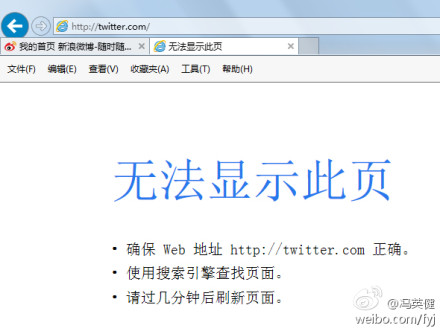 http://twitter.com/
我的首页 新浪微博-随时随...
无法显示此页
文件(F) 编辑(E) 查看(V) 收藏夹(A) 工具(T) 帮助(H)
无法显示此页
• 确保 Web 地址 http://twitter.com 正确。
• 使用搜索引擎查找页面。
• 请过几分钟后刷新页面。
@冯英健
weibo.com/fyj